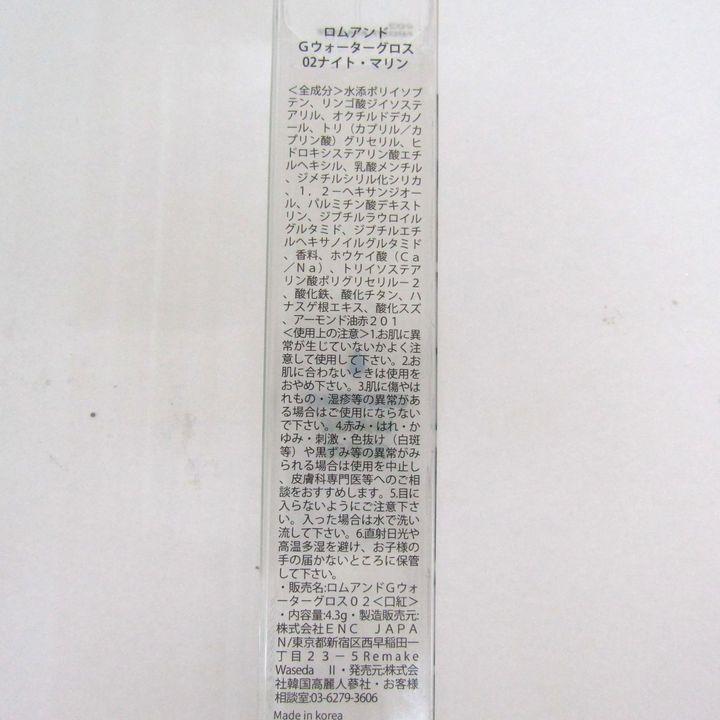 ロムアンド
Gウォーターグロス
02ナイト・マリン
＜全成分＞水添ポリイソブ
テン、リンゴ酸ジイソステ
アリル、オクチルドデカノ
ール、トリ（カプリル／カ
プリン酸）グリセリル、ヒ
ドロキシステアリン酸エチ
ルヘキシル、乳酸メンチル
、ジメチルシリル化シリカ
、１，２－ヘキサンジオー
ル、パルミチン酸デキスト
リン、ジブチルラウロイル
グルタミド、ジブチルエチ
ルヘキサノイルグルタミド
、香料、ホウケイ酸（Ｃａ
／Ｎａ）、トリイソステア
リン酸ポリグリセリル－２
、酸化鉄、酸化チタン、ハ
ナスゲ根エキス、酸化スズ
、アーモンド油赤２０１
＜使用上の注意＞1.お肌に異
常が生じていないかよく注
意して使用して下さい。2.お
肌に合わないときは使用を
おやめ下さい。3.肌に傷やは
れもの・湿疹等の異常があ
る場合はご使用にならない
で下さい。4.赤み・はれ・か
ゆみ・刺激・色抜け（白斑
等）や黒ずみ等の異常がみ
られる場合は使用を中止し
、皮膚科専門医等へのご相
談をおすすめします。5.目に
入らないようにご注意下さ
い。入った場合は水で洗い
流して下さい。6.直射日光や
高温多湿を避け、お子様の
手の届かないところに保管
して下さい。
・販売名:ロムアンドＧウォ
ーターグロス０２＜口紅＞
・内容量:4.3g・製造販売元:
株式会社ＥＮＣ　ＪＡＰＡ
Ｎ/東京都新宿区西早稲田一
丁目２３－５Remake
Waseda　Ⅱ・発売元:株式会
社韓国高麗人蔘社・お客様
相談室:03-6279-3606
Made in korea